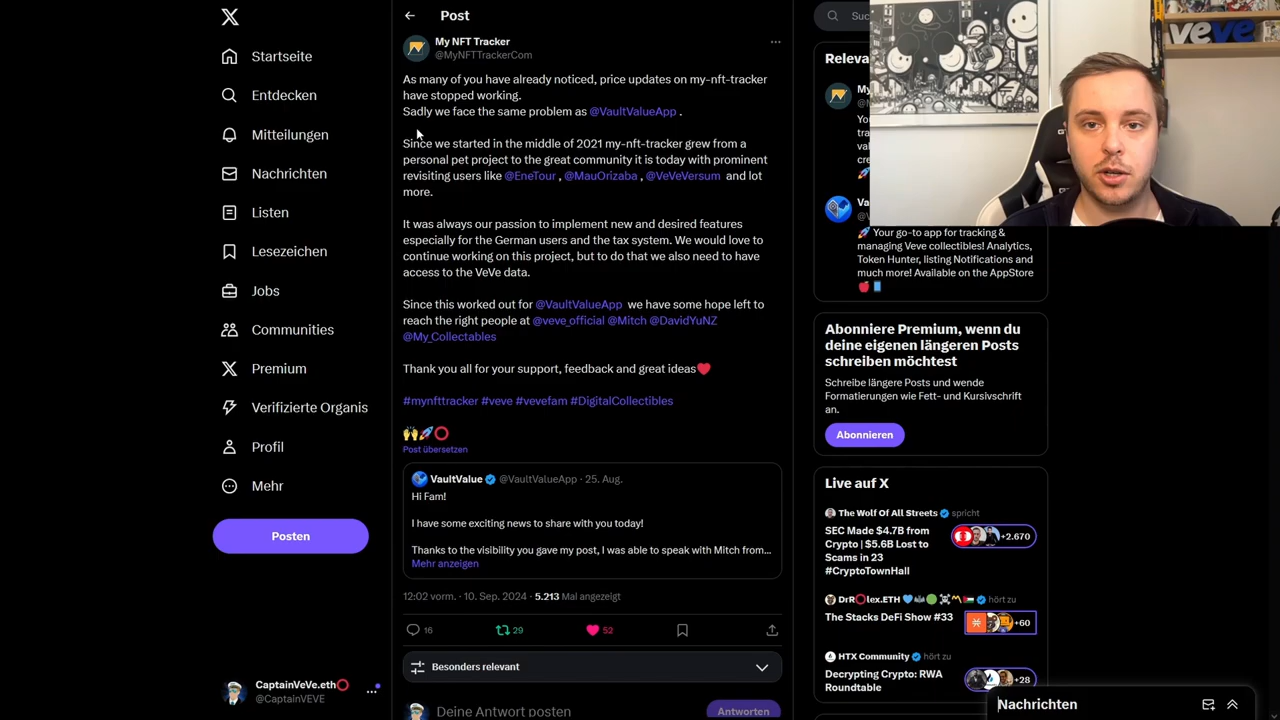 Startseite
Entdecken
Mitteilungen
Nachrichten
Listen
Lesezeichen
Jobs
Communities
Premium
Verifizierte Organis
Profil
Mehr
Posten
CaptainVeVe.eth⭕
@CaptainVEVE
Post
My NFT Tracker
@MyNFTTrackerCom
As many of you have already noticed, price updates on my-nft-tracker
have stopped working.
Sadly we face the same problem as @VaultValueApp .
Since we started in the middle of 2021 my-nft-tracker grew from a
personal pet project to the great community it is today with prominent
revisiting users like @EneTour , @MauOrizaba , @VeVeVersum and lot
more.
It was always our passion to implement new and desired features
especially for the German users and the tax system. We would love to
continue working on this project, but to do that we also need to have
access to the VeVe data.
Since this worked out for @VaultValueApp we have some hope left to
reach the right people at @veve_official @Mitch @DavidYuNZ
@My_Collectables
Thank you all for your support, feedback and great ideas❤️
#mynfttracker #veve #vevefam #DigitalCollectibles
🙌🚀⭕
Post übersetzen
VaultValue @VaultValueApp · 25. Aug.
Hi Fam!
I have some exciting news to share with you today!
Thanks to the visibility you gave my post, I was able to speak with Mitch from...
Mehr anzeigen
12:02 vorm. · 10. Sep. 2024 · 5.213 Mal angezeigt
16 29 52
Besonders relevant
Deine Antwort posten
Antworten
Suc
Releva
My
@
You
tra
val
cre
🚀
Va
@
🚀 Your go-to app for tracking &
managing Veve collectibles! Analytics,
Token Hunter, listing Notifications and
much more! Available on the AppStore
Abonniere Premium, wenn du
deine eigenen längeren Posts
schreiben möchtest
Schreibe längere Posts und wende
Formatierungen wie Fett- und Kursivschrift
an.
Abonnieren
Live auf X
The Wolf Of All Streets spricht
SEC Made $4.7B from
Crypto | $5.6B Lost to
Scams in 23
#CryptoTownHall
+2.670
DrR⭕lex.ETH hört zu
The Stacks DeFi Show #33
+60
HTX Community hört zu
Decrypting Crypto: RWA
Roundtable
+28
Nachrichten
veve